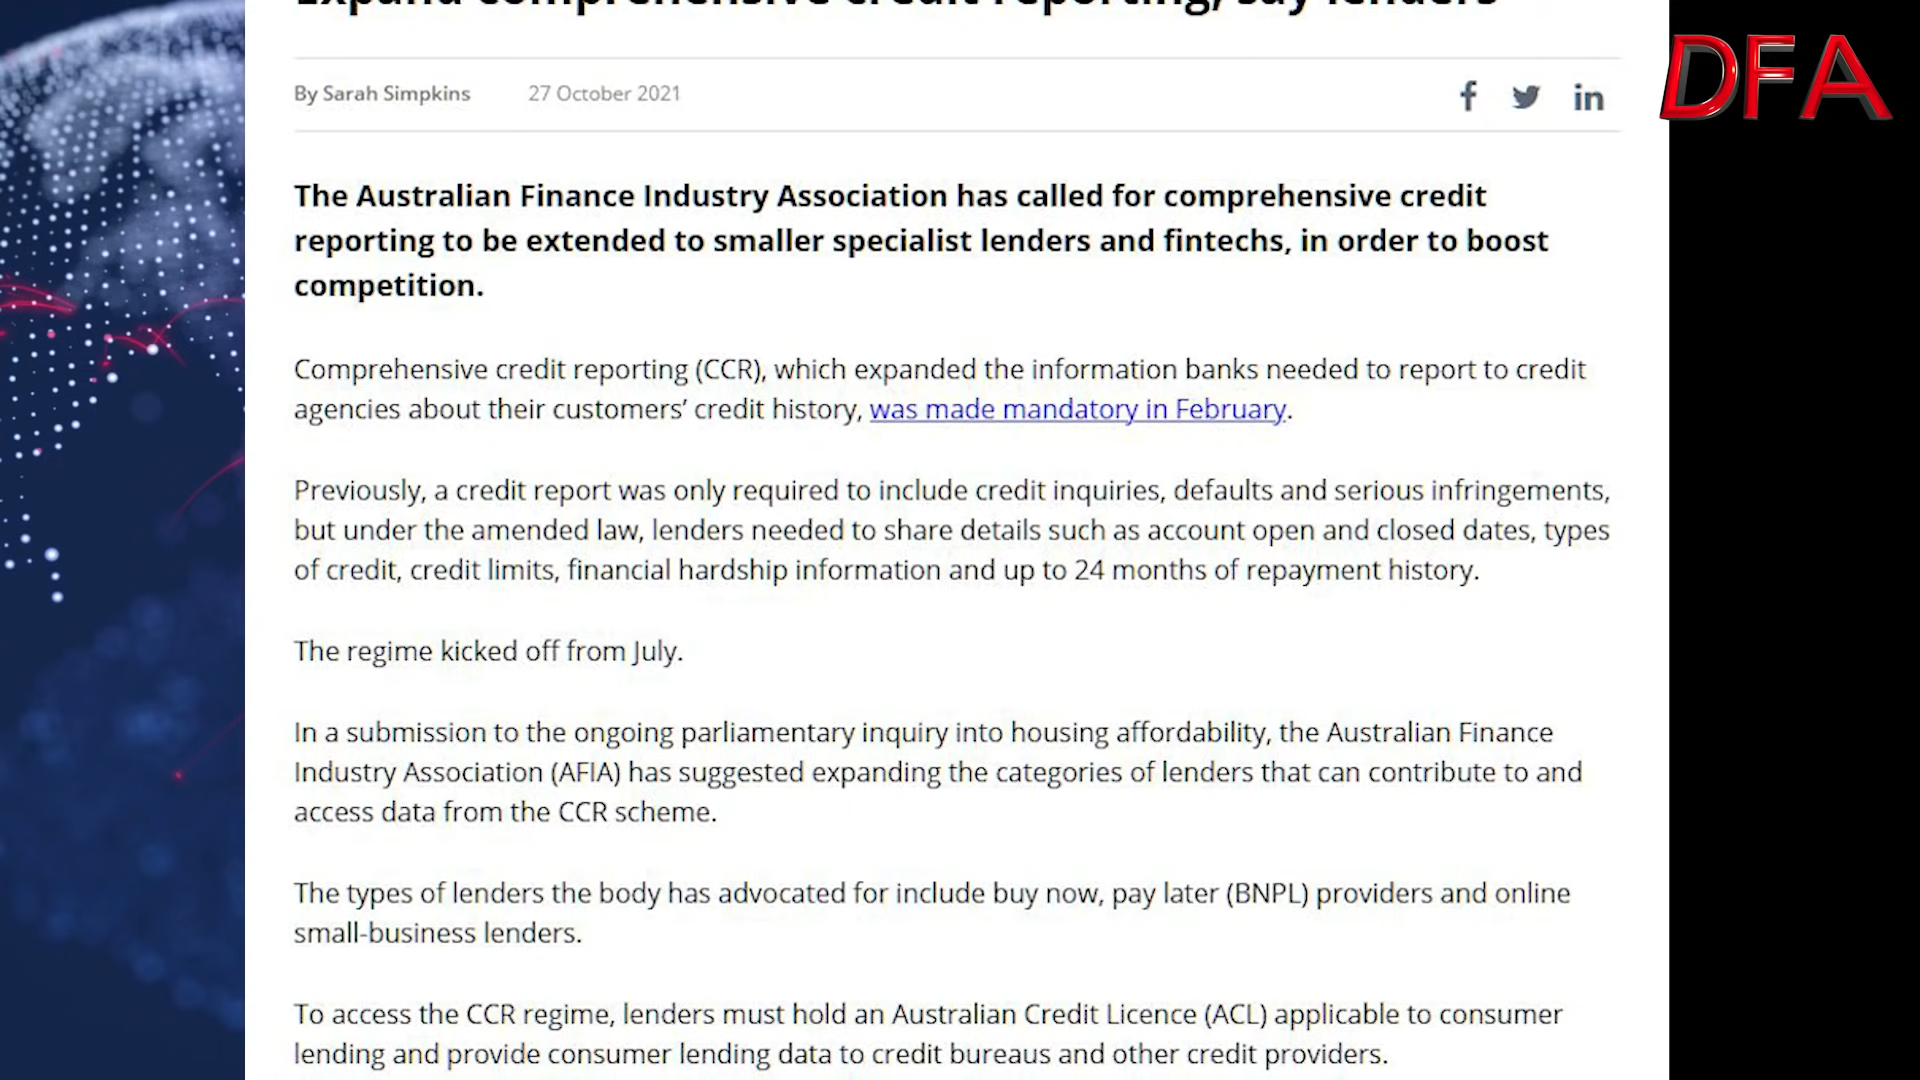 Expand comprehensive credit reporting, say lenders
DFA
By Sarah Simpkins 27 October 2021
The Australian Finance Industry Association has called for comprehensive credit
reporting to be extended to smaller specialist lenders and fintechs, in order to boost
competition.
Comprehensive credit reporting (CCR), which expanded the information banks needed to report to credit
agencies about their customers’ credit history, was made mandatory in February.
Previously, a credit report was only required to include credit inquiries, defaults and serious infringements,
but under the amended law, lenders needed to share details such as account open and closed dates, types
of credit, credit limits, financial hardship information and up to 24 months of repayment history.
The regime kicked off from July.
In a submission to the ongoing parliamentary inquiry into housing affordability, the Australian Finance
Industry Association (AFIA) has suggested expanding the categories of lenders that can contribute to and
access data from the CCR scheme.
The types of lenders the body has advocated for include buy now, pay later (BNPL) providers and online
small-business lenders.
To access the CCR regime, lenders must hold an Australian Credit Licence (ACL) applicable to consumer
lending and provide consumer lending data to credit bureaus and other credit providers.